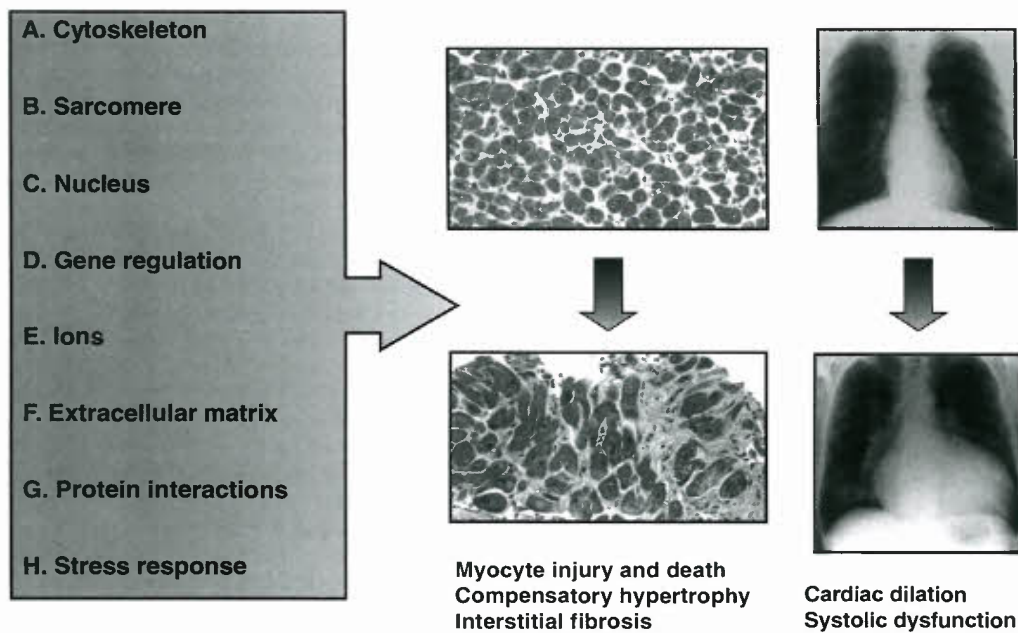 A. Cytoskeleton
B. Sarcomere
C. Nucleus
D. Gene regulation
E. Ions
F. Extracellular matrix
G. Protein interactions
H. Stress response
Myocyte injury and death
Compensatory hypertrophy
Interstitial fibrosis
Cardiac dilation
Systolic dysfunction